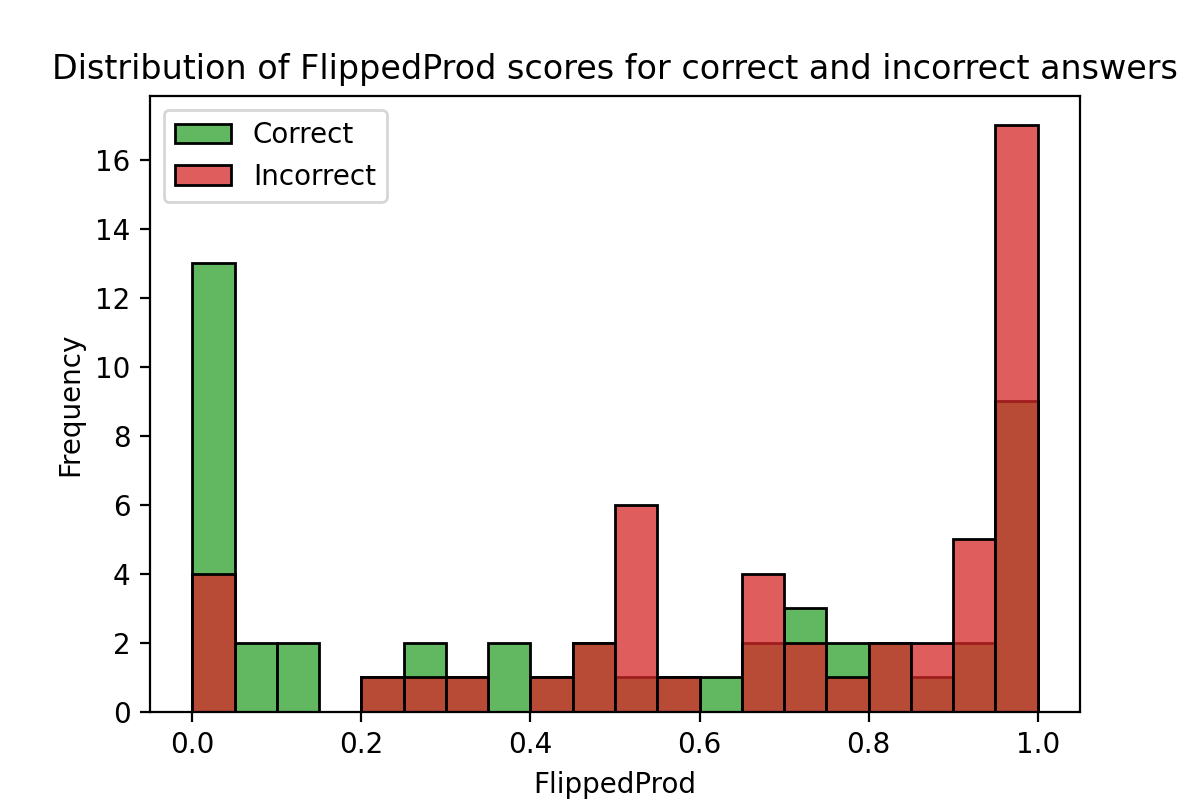 Distribution of FlippedProd scores for correct and incorrect answers
Correct
Incorrect
16
14
12
10
8
6
4
2
0
Frequency
0.0 0.2 0.4 0.6 0.8 1.0
FlippedProd